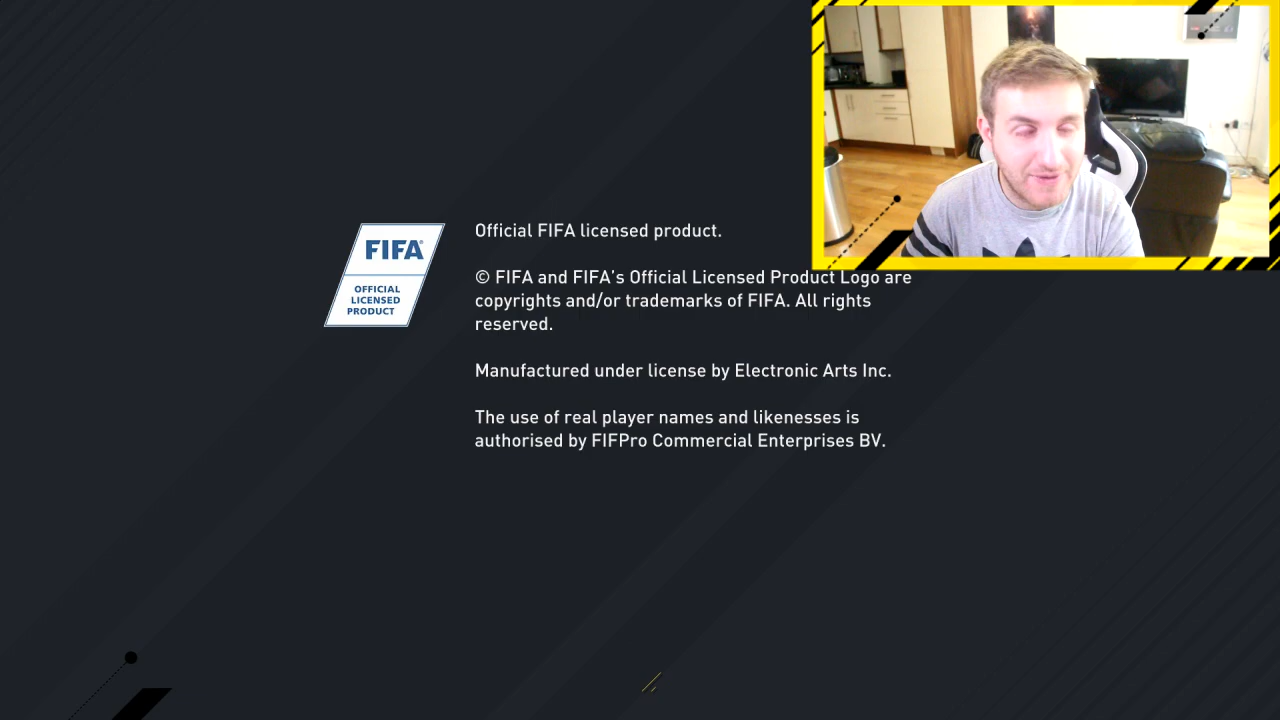 FIFA
OFFICIAL
LICENSED
PRODUCT
Official FIFA licensed product.
© FIFA and FIFA's Official Licensed Product Logo are
copyrights and/or trademarks of FIFA. All rights
reserved.
Manufactured under license by Electronic Arts Inc.
The use of real player names and likenesses is
authorised by FIFPro Commercial Enterprises BV.